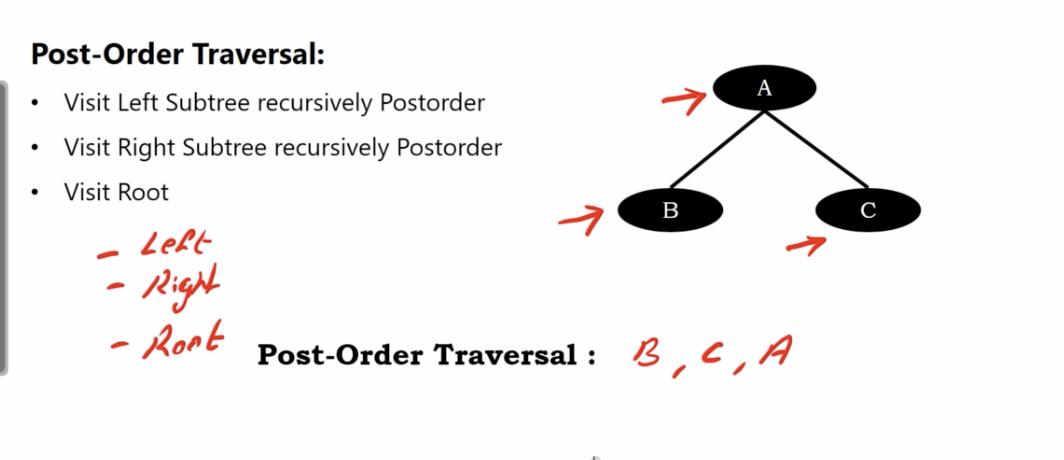 Post-Order Traversal:
• Visit Left Subtree recursively Postorder
• Visit Right Subtree recursively Postorder
• Visit Root
- Left
- Right
- Root
A
B
C
Post-Order Traversal : B, C, A